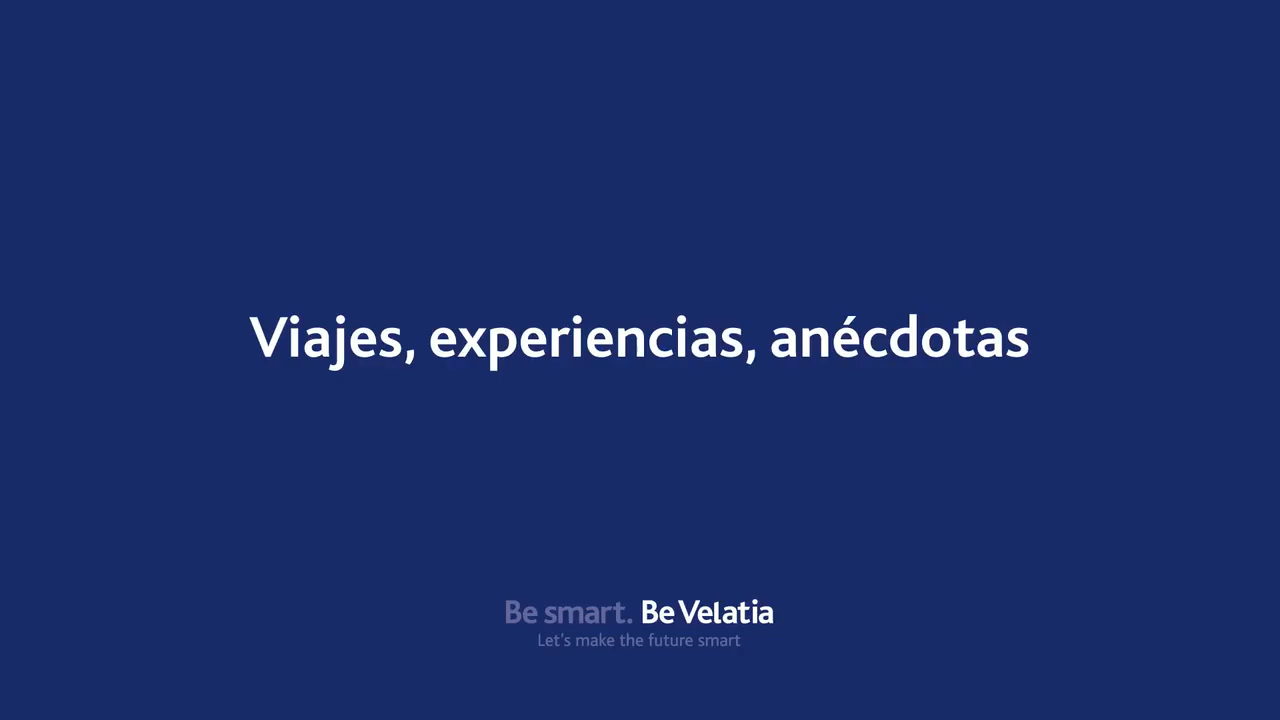 Viajes, experiencias, anécdotas
Be smart. Be Velatia
Let's make the future smart